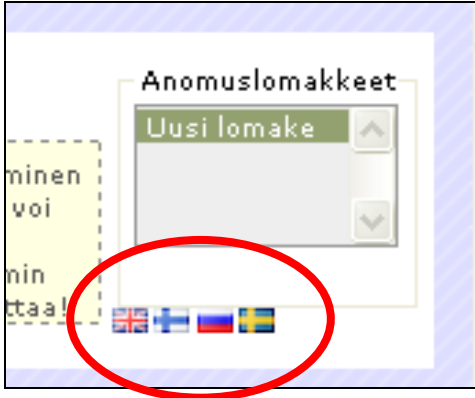 Anomuslomakkeet
Uusi lomake
minen
voi
min
ttaa!